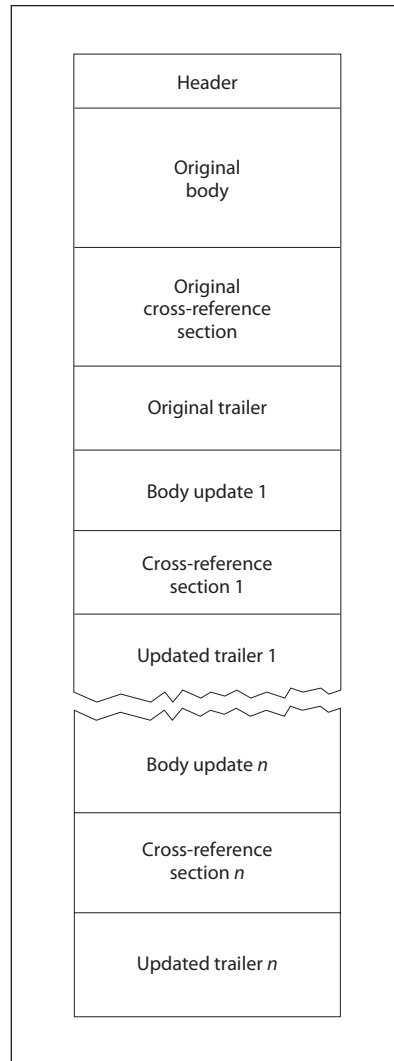 Header
Original
body
Original
cross-reference
section
Original trailer
Body update 1
Cross-reference
section 1
Updated trailer 1
Body update n
Cross-reference
section n
Updated trailer n